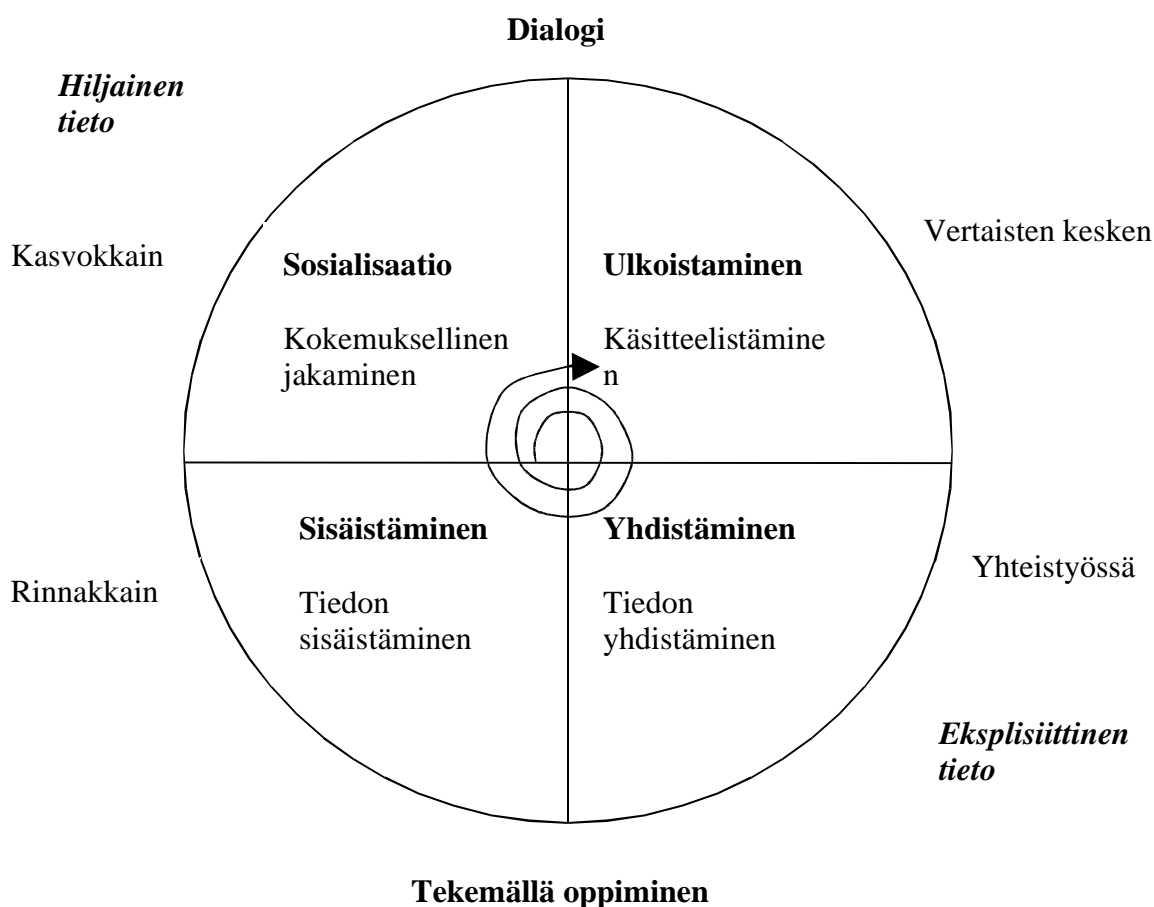 Dialogi
Hiljainen
tieto
Kasvokkain
Vertaisten kesken
Sosialisaatio
Kokemuksellinen
jakaminen
Ulkoistaminen
Käsitteelistämine
n
Sisäistäminen
Tiedon
sisäistäminen
Yhdistäminen
Tiedon
yhdistäminen
Rinnakkain
Yhteistyössä
Eksplisiittinen
tieto
Tekemällä oppiminen